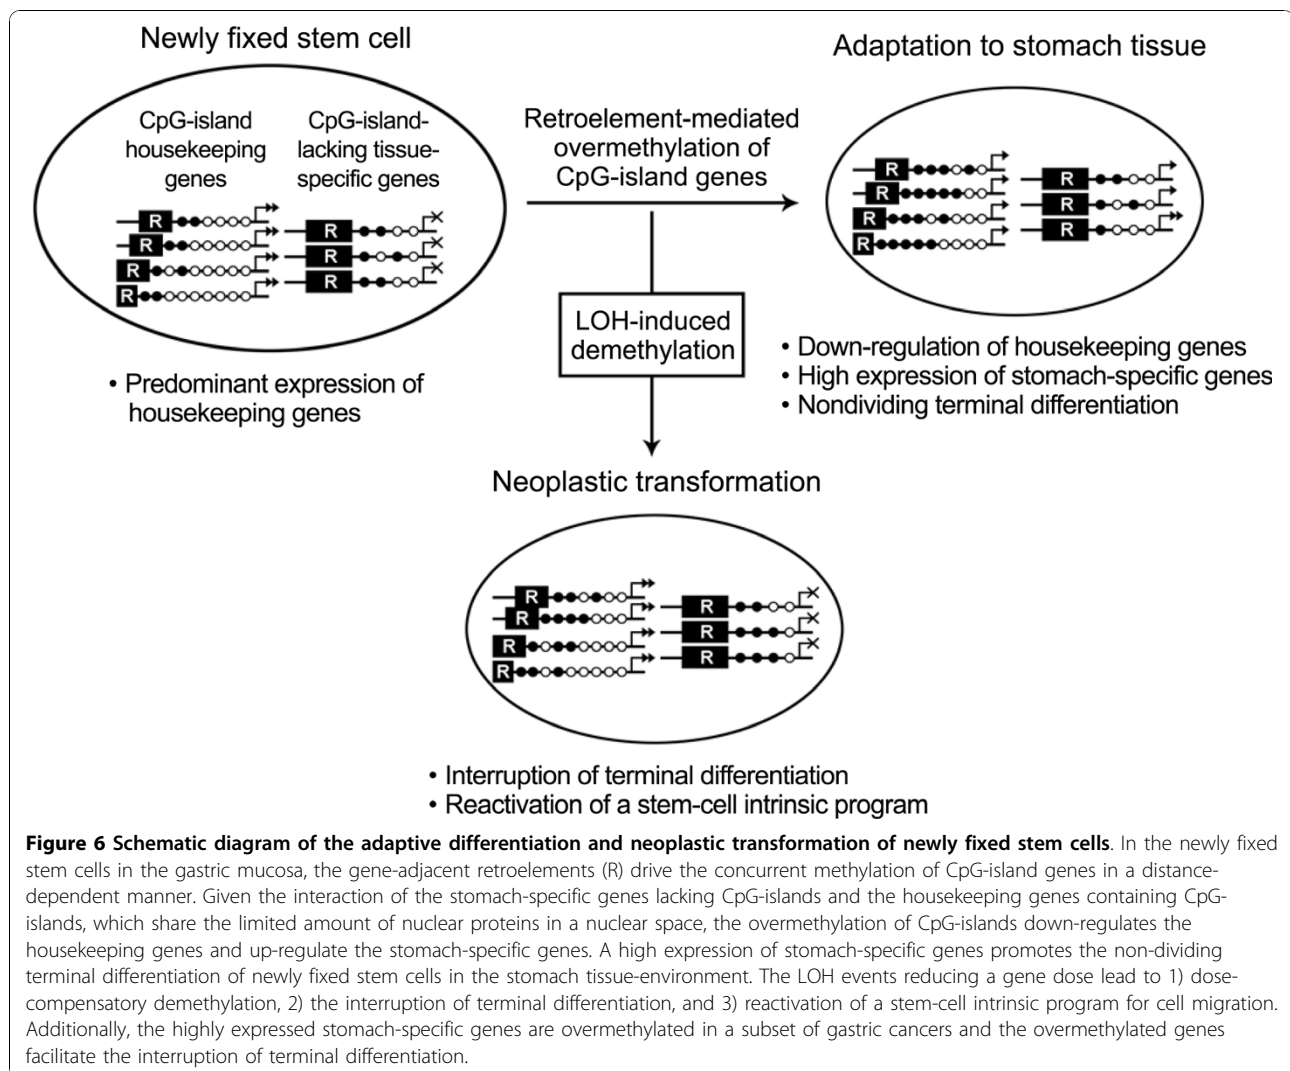 Newly fixed stem cell
CpG-island
housekeeping
genes
CpG-island-
lacking tissue-
specific genes
R
R
R
R
R
R
R
• Predominant expression of
housekeeping genes
Retroelement-mediated
overmethylation of
CpG-island genes
LOH-induced
demethylation
Adaptation to stomach tissue
R
R
R
R
R
R
R
• Down-regulation of housekeeping genes
• High expression of stomach-specific genes
• Nondividing terminal differentiation
Neoplastic transformation
R
R
R
R
R
R
R
• Interruption of terminal differentiation
• Reactivation of a stem-cell intrinsic program
Figure 6 Schematic diagram of the adaptive differentiation and neoplastic transformation of newly fixed stem cells. In the newly fixed
stem cells in the gastric mucosa, the gene-adjacent retroelements (R) drive the concurrent methylation of CpG-island genes in a distance-
dependent manner. Given the interaction of the stomach-specific genes lacking CpG-islands and the housekeeping genes containing CpG-
islands, which share the limited amount of nuclear proteins in a nuclear space, the overmethylation of CpG-islands down-regulates the
housekeeping genes and up-regulate the stomach-specific genes. A high expression of stomach-specific genes promotes the non-dividing
terminal differentiation of newly fixed stem cells in the stomach tissue-environment. The LOH events reducing a gene dose lead to 1) dose-
compensatory demethylation, 2) the interruption of terminal differentiation, and 3) reactivation of a stem-cell intrinsic program for cell migration.
Additionally, the highly expressed stomach-specific genes are overmethylated in a subset of gastric cancers and the overmethylated genes
facilitate the interruption of terminal differentiation.